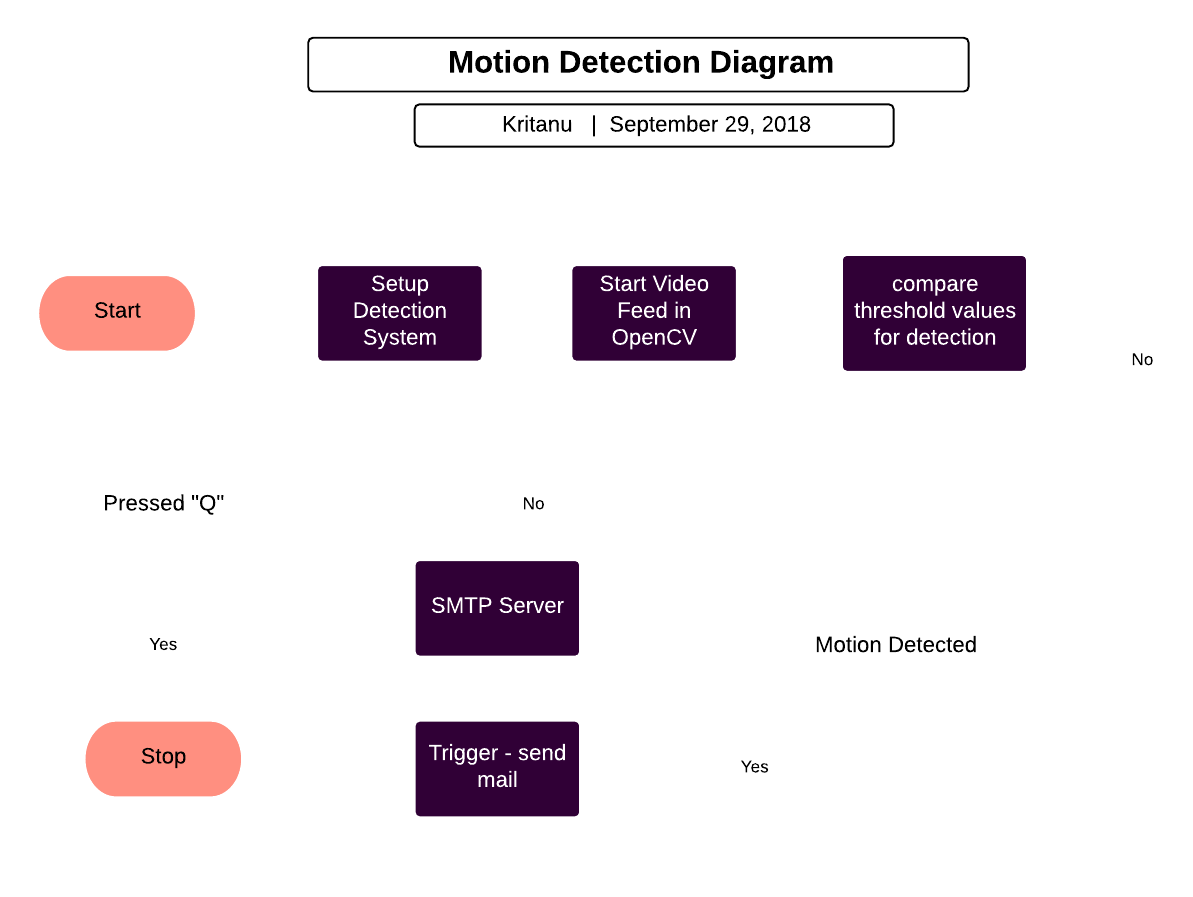 Motion Detection Diagram
Kritanu | September 29, 2018
Start
Setup
Detection
System
Start Video
Feed in
OpenCV
compare
threshold values
for detection
No
Pressed "Q"
No
SMTP Server
Yes
Motion Detected
Stop
Trigger - send
mail
Yes